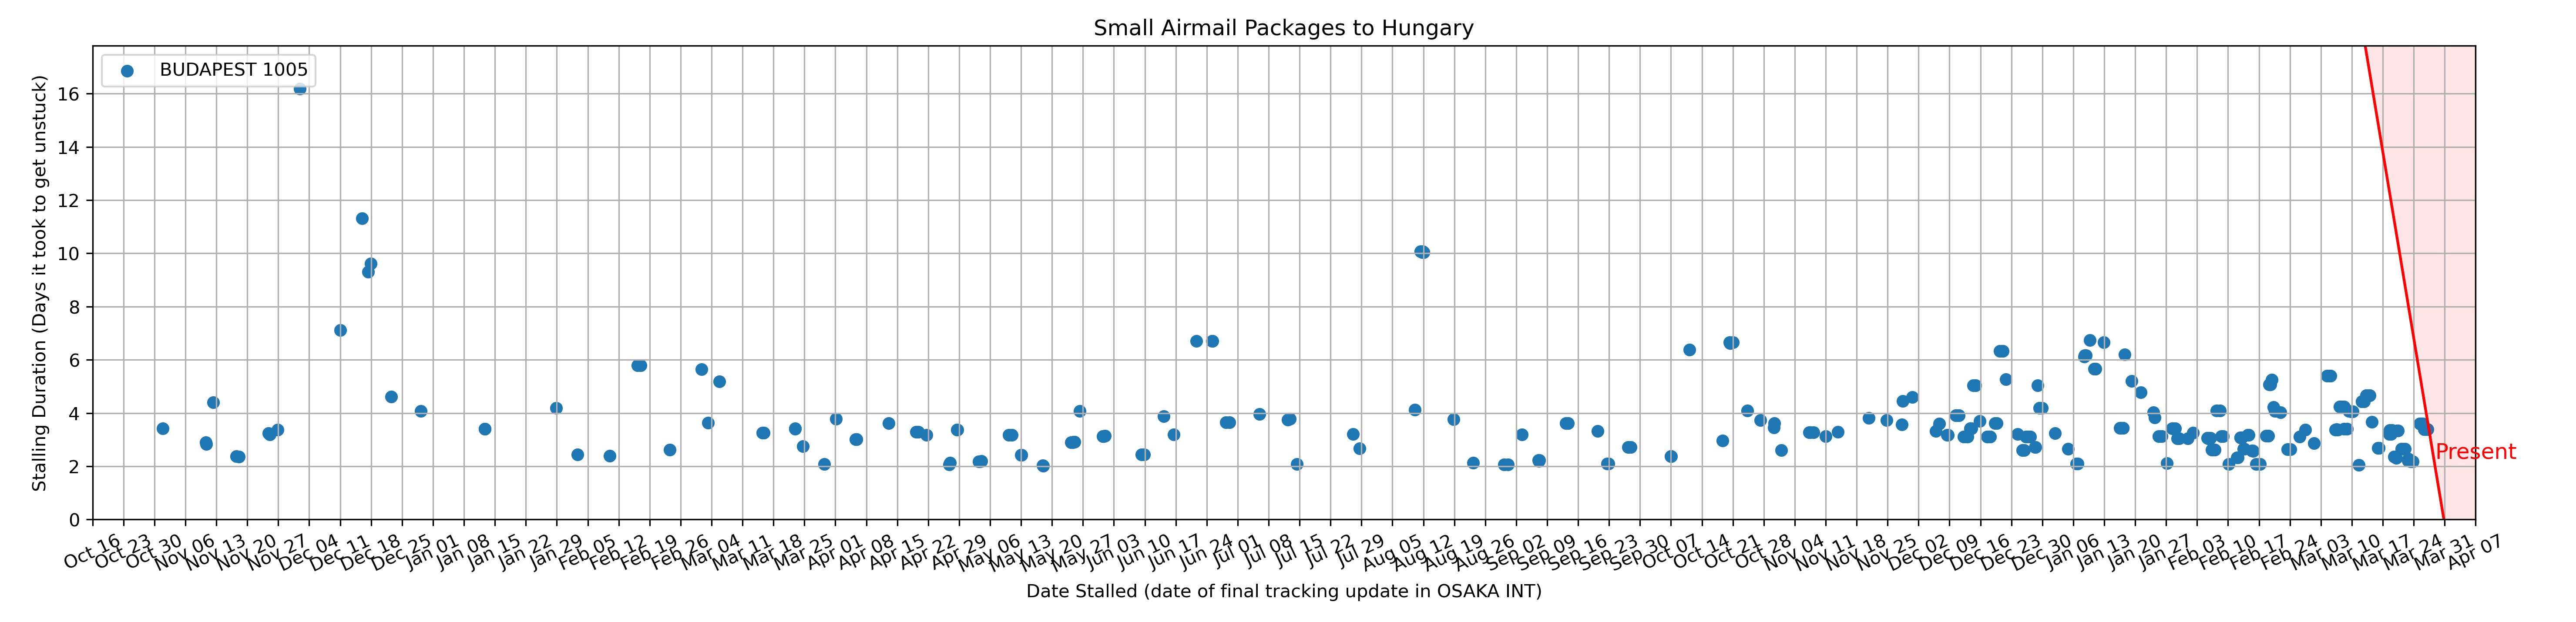 Small Airmail Packages to Hungary
BUDAPEST 1005
Stalling Duration (Days it took to get unstuck)
16
14
12
10
8
6
4
2
0
Present
Oct 16 Oct 23 Oct 30 Nov 06 Nov 13 Nov 20 Nov 27 Dec 04 Dec 11 Dec 18 Dec 25 Jan 01 Jan 08 Jan 15 Jan 22 Jan 29 Feb 05 Feb 12 Feb 19 Feb 26 Mar 04 Mar 11 Mar 18 Mar 25 Apr 01 Apr 08 Apr 15 Apr 22 Apr 29 May 06 May 13 May 20 May 27 Jun 03 Jun 10 Jun 17 Jun 24 Jul 01 Jul 08 Jul 15 Jul 22 Jul 29 Aug 05 Aug 12 Aug 19 Aug 26 Sep 02 Sep 09 Sep 16 Sep 23 Sep 30 Oct 07 Oct 14 Oct 21 Oct 28 Nov 04 Nov 11 Nov 18 Nov 25 Dec 02 Dec 09 Dec 16 Dec 23 Dec 30 Jan 06 Jan 13 Jan 20 Jan 27 Feb 03 Feb 10 Feb 17 Feb 24 Mar 03 Mar 10 Mar 17 Mar 24 Mar 31 Apr 07
Date Stalled (date of final tracking update in OSAKA INT)